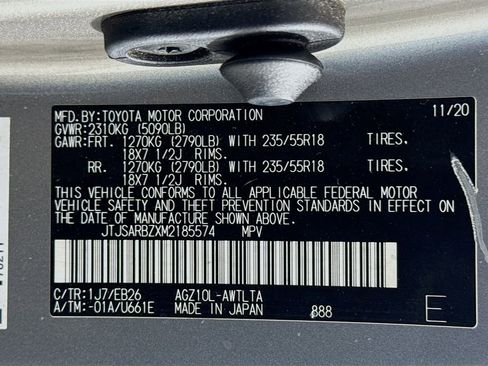 MFD.BY:TOYOTA MOTOR CORPORATION 11/20
GVWR:2310KG (5090LB)
GAWR:FRT. 1270KG (2790LB) WITH 235/55R18 TIRES.
18X7 1/2J RIMS.
RR. 1270KG (2790LB) WITH 235/55R18 TIRES.
18X7 1/2J RIMS.
THIS VEHICLE CONFORMS TO ALL APPLICABLE FEDERAL MOTOR
VEHICLE SAFETY AND THEFT PREVENTION STANDARDS IN EFFECT
ON THE DATE OF MANUFACTURE SHOWN ABOVE.
JTJSARBZXM2185574 MPV
C/TR:1J7/EB26 AGZ10L-AWTLTA
A/TM:-01A/U661E MADE IN JAPAN 888 E